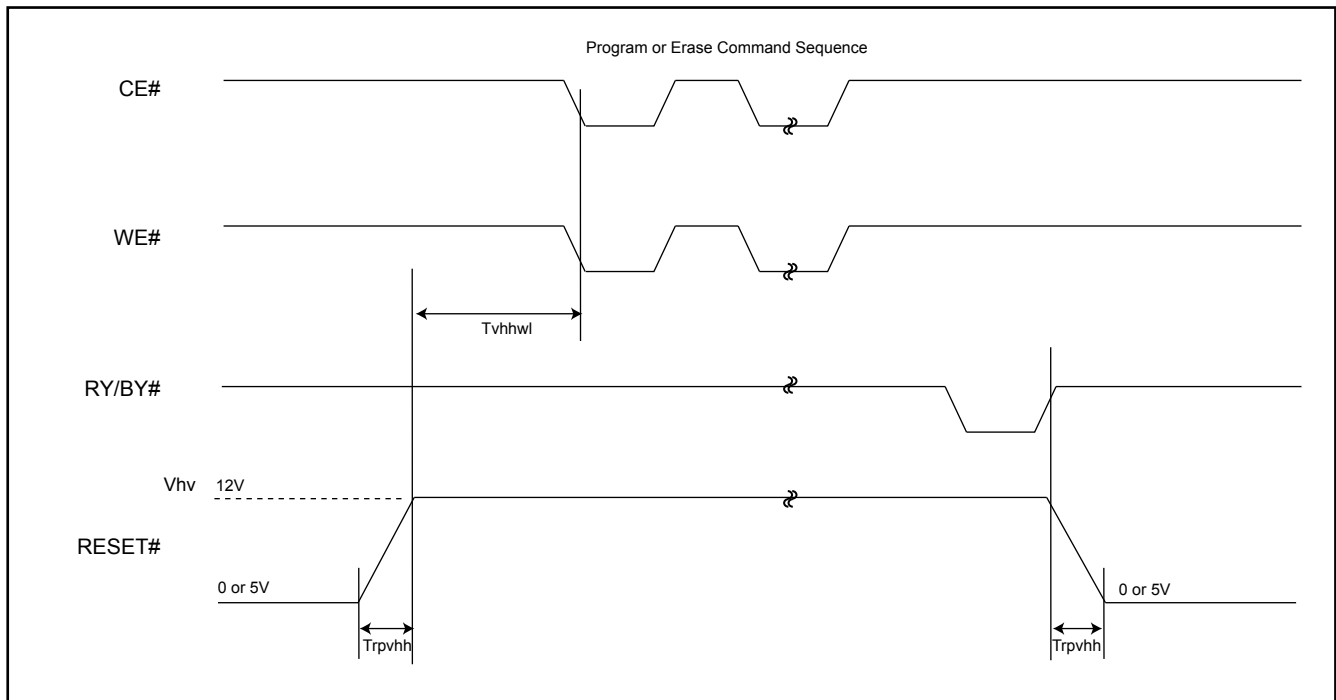 Program or Erase Command Sequence
CE#
WE#
Tvhhwl
RY/BY#
Vhv 12V
RESET#
0 or 5V 0 or 5V
Trpvhh Trpvhh